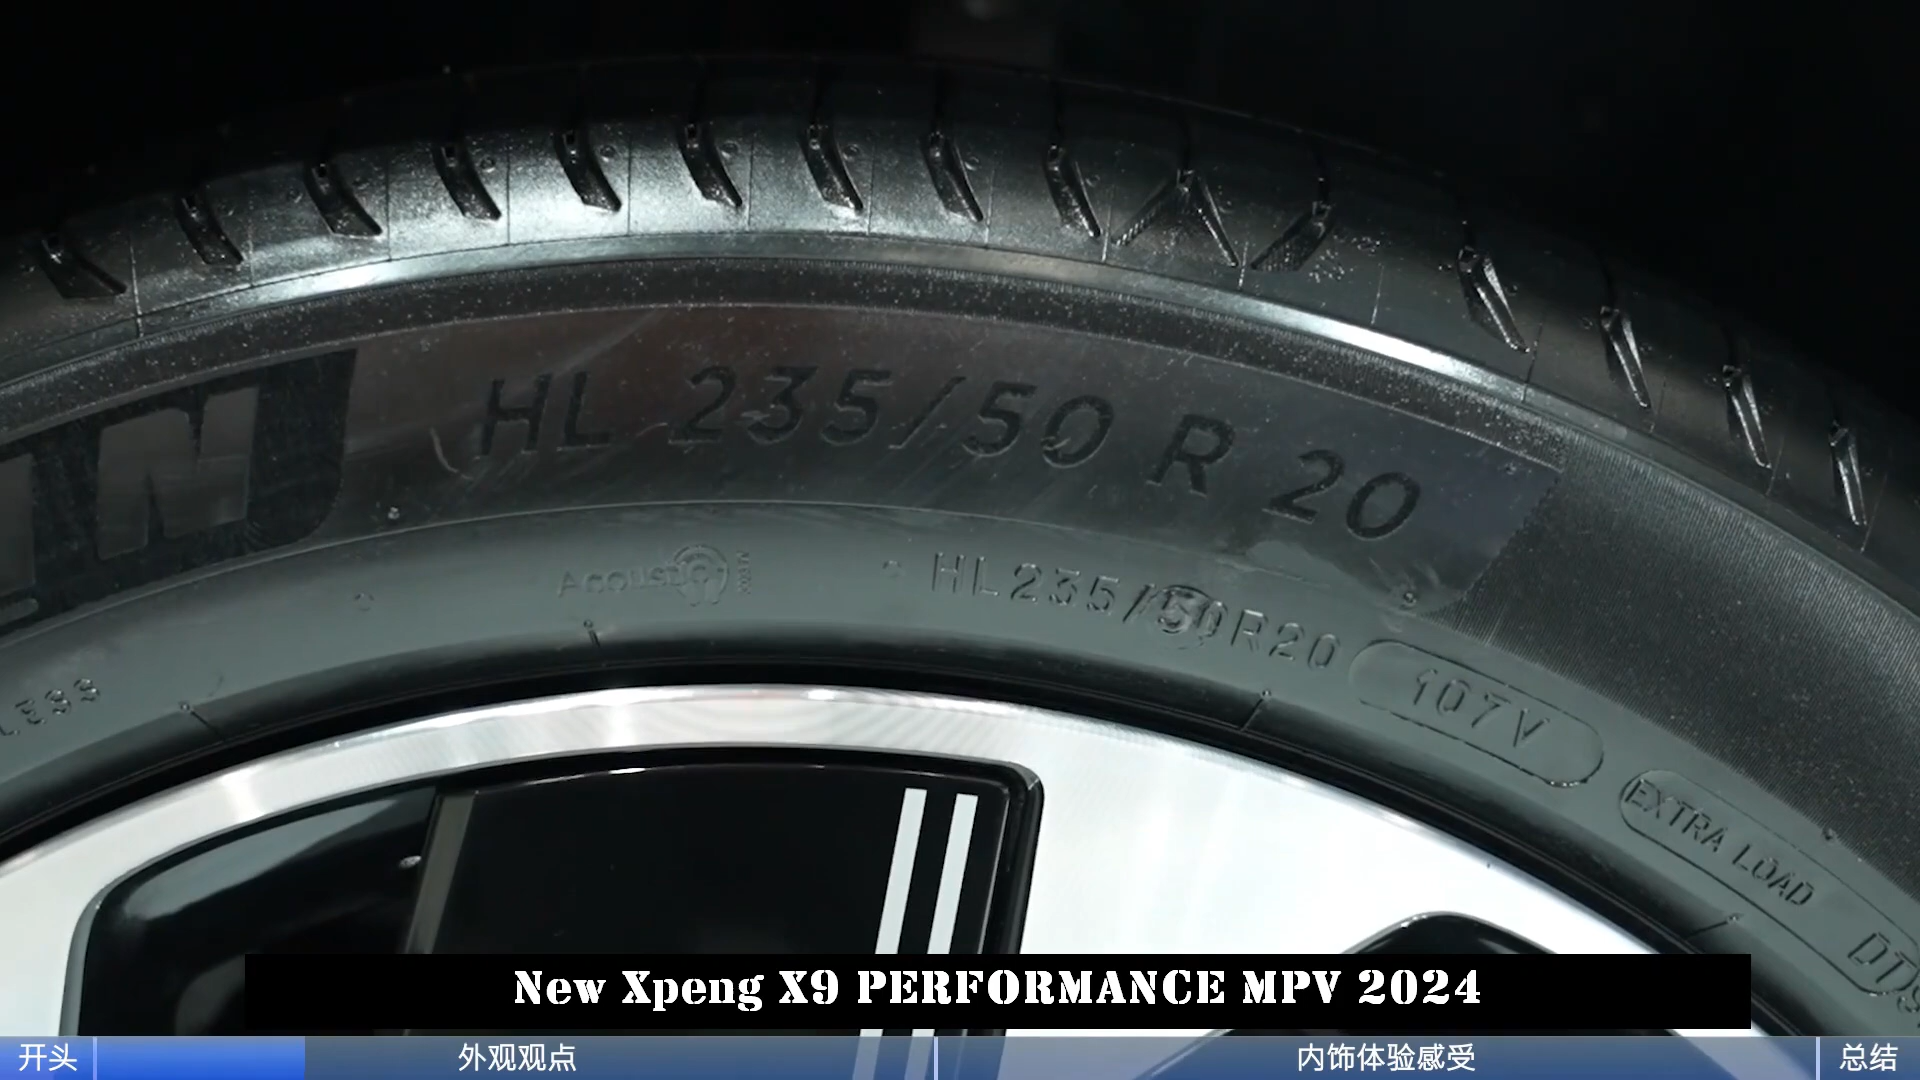 HL 235/50 R 20
Acoustic
HL235/50R20
107V
EXTRA LOAD
New Xpeng X9 PERFORMANCE MPV 2024
开头 外观观点 内饰体验感受 总结